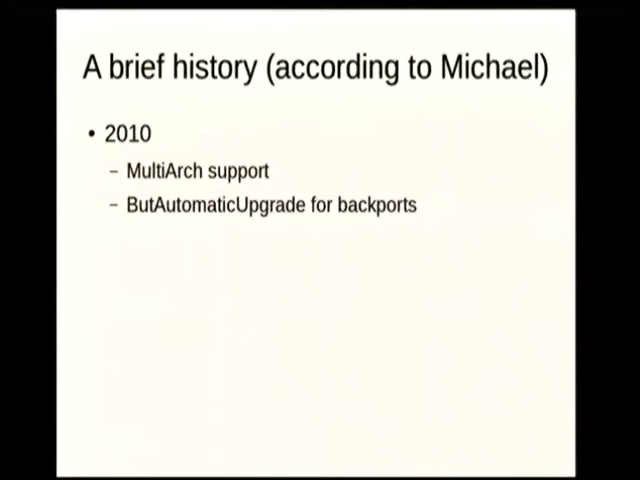 A brief history (according to Michael)
• 2010
– MultiArch support
– ButAutomaticUpgrade for backports